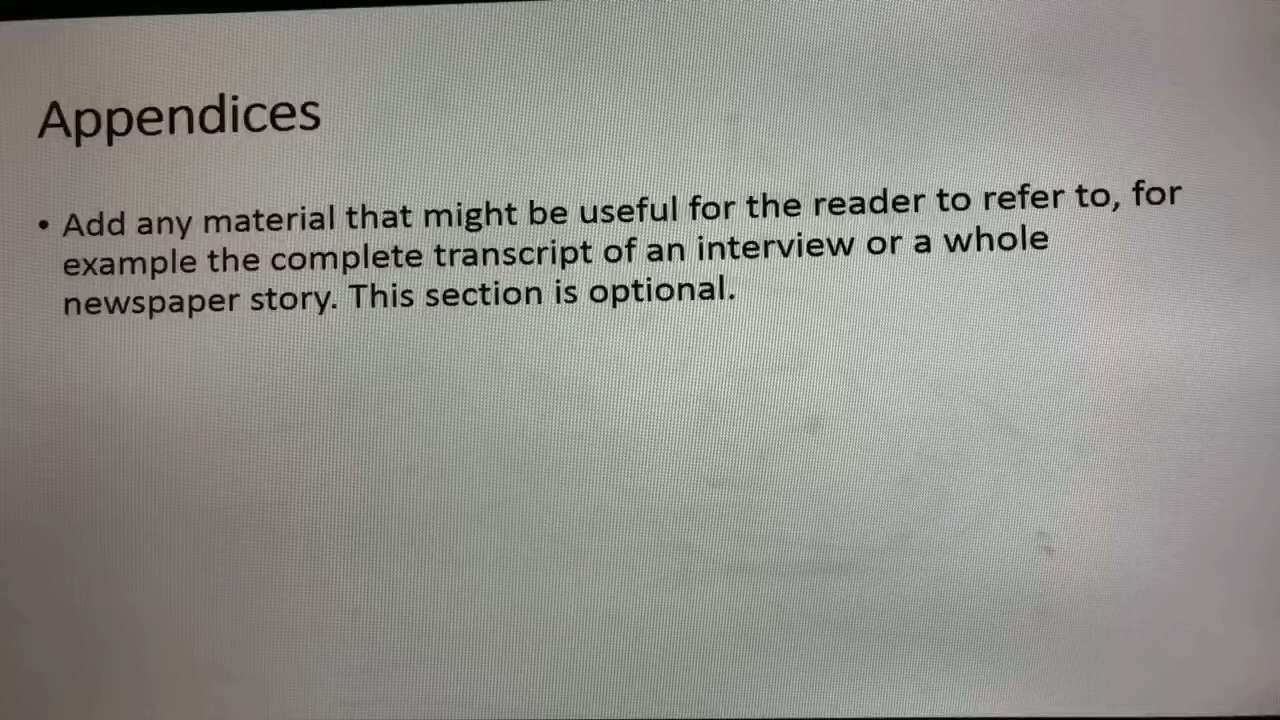 Appendices
• Add any material that might be useful for the reader to refer to, for
example the complete transcript of an interview or a whole
newspaper story. This section is optional.